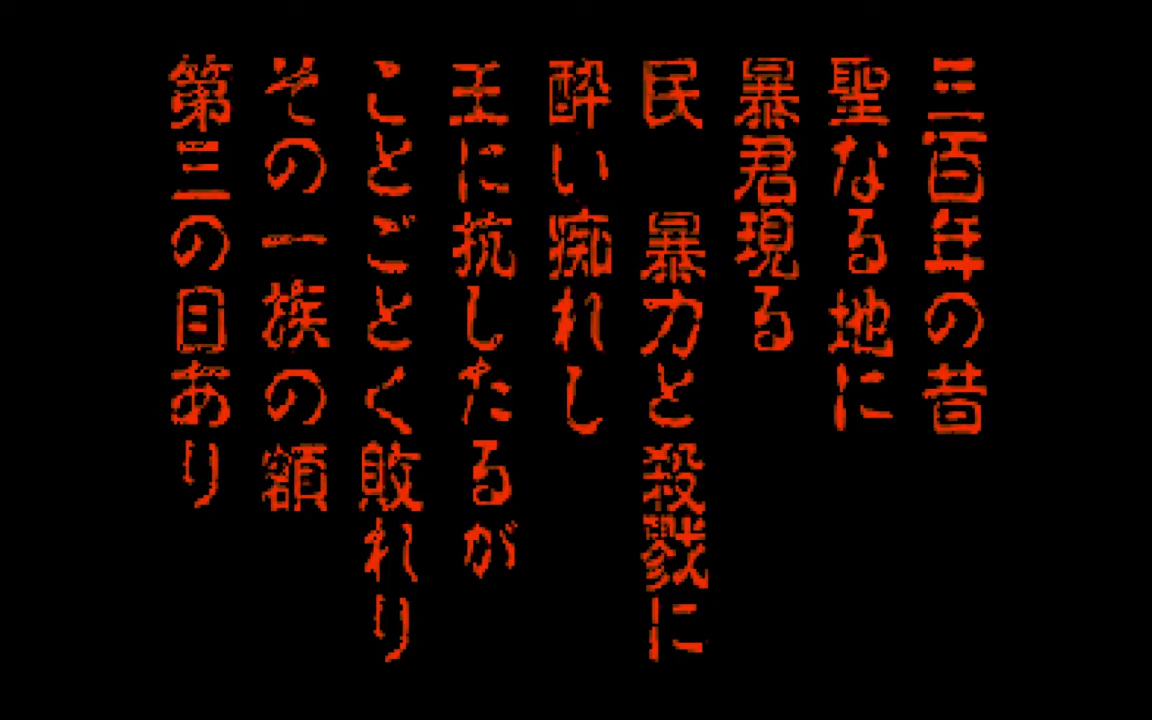 三百年の昔
聖なる地に
暴君現る
民　暴力と殺戮に
酔い痴れし
王に抗したるが
ことごとく敗れり
その一族の額
第三の目あり